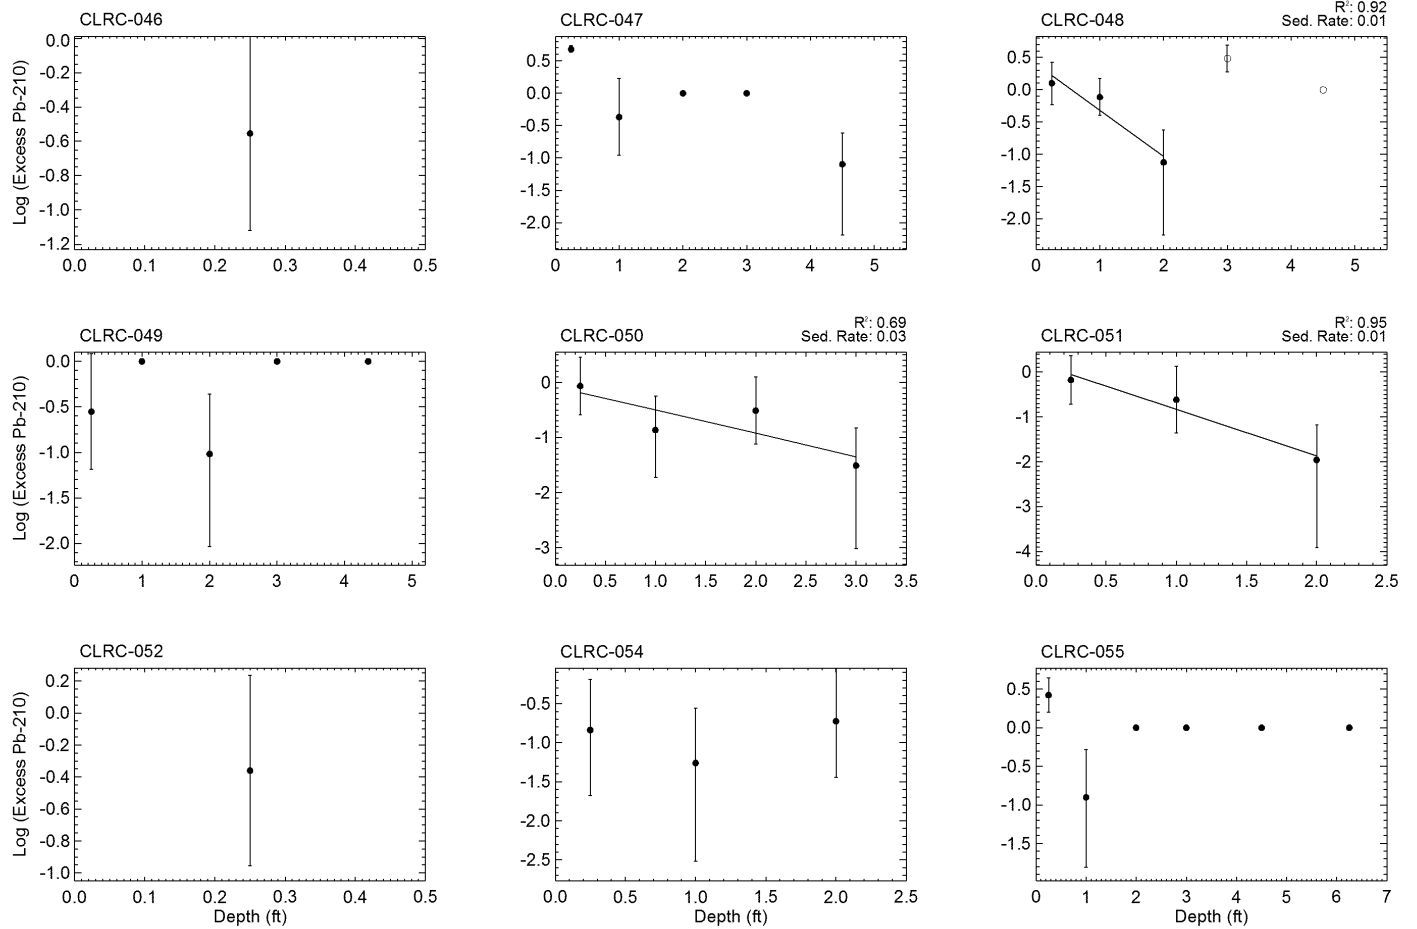 CLRC-046
Log (Excess Pb-210)
0.0
-0.2
-0.4
-0.6
-0.8
-1.0
-1.2
0.0 0.1 0.2 0.3 0.4 0.5
CLRC-047
0.5
0.0
-0.5
-1.0
-1.5
-2.0
0 1 2 3 4 5
R²: 0.92
CLRC-048 Sed. Rate: 0.01
0.5
0.0
-0.5
-1.0
-1.5
-2.0
0 1 2 3 4 5
CLRC-049
Log (Excess Pb-210)
0.0
-0.5
-1.0
-1.5
-2.0
0 1 2 3 4 5
R²: 0.69
CLRC-050 Sed. Rate: 0.03
0
-1
-2
-3
0.0 0.5 1.0 1.5 2.0 2.5 3.0 3.5
R²: 0.95
CLRC-051 Sed. Rate: 0.01
0
-1
-2
-3
-4
0.0 0.5 1.0 1.5 2.0 2.5
CLRC-052
Log (Excess Pb-210)
0.2
0.0
-0.2
-0.4
-0.6
-0.8
-1.0
0.0 0.1 0.2 0.3 0.4 0.5
Depth (ft)
CLRC-054
-0.5
-1.0
-1.5
-2.0
-2.5
0.0 0.5 1.0 1.5 2.0 2.5
Depth (ft)
CLRC-055
0.5
0.0
-0.5
-1.0
-1.5
0 1 2 3 4 5 6 7
Depth (ft)